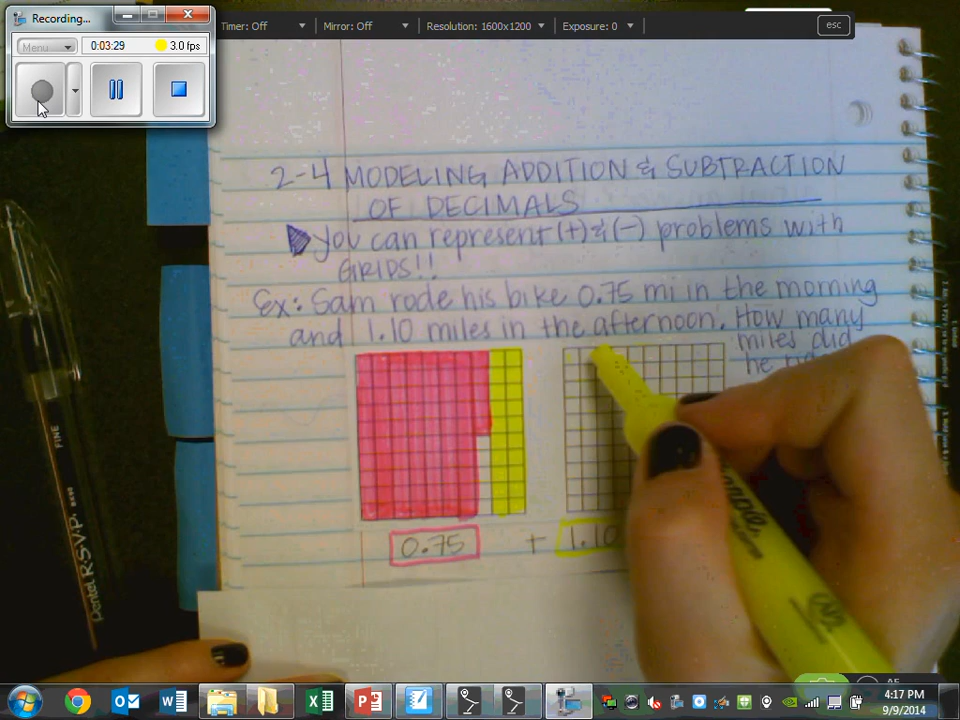 Recording...
Timer: Off
Mirror: Off
Resolution: 1600x1200
Exposure: 0
esc
Menu
0:03:29
3.0 fps
2-4 MODELING ADDITION & SUBTRACTION
OF DECIMALS
You can represent (+) & (-) problems with
GRIDS!!
Ex: Sam rode his bike 0.75 mi in the morning
and 1.10 miles in the afternoon. How many
miles did
he
0.75 + 1.10
FINE
Pentel R.S.V.P.
4:17 PM
9/9/2014